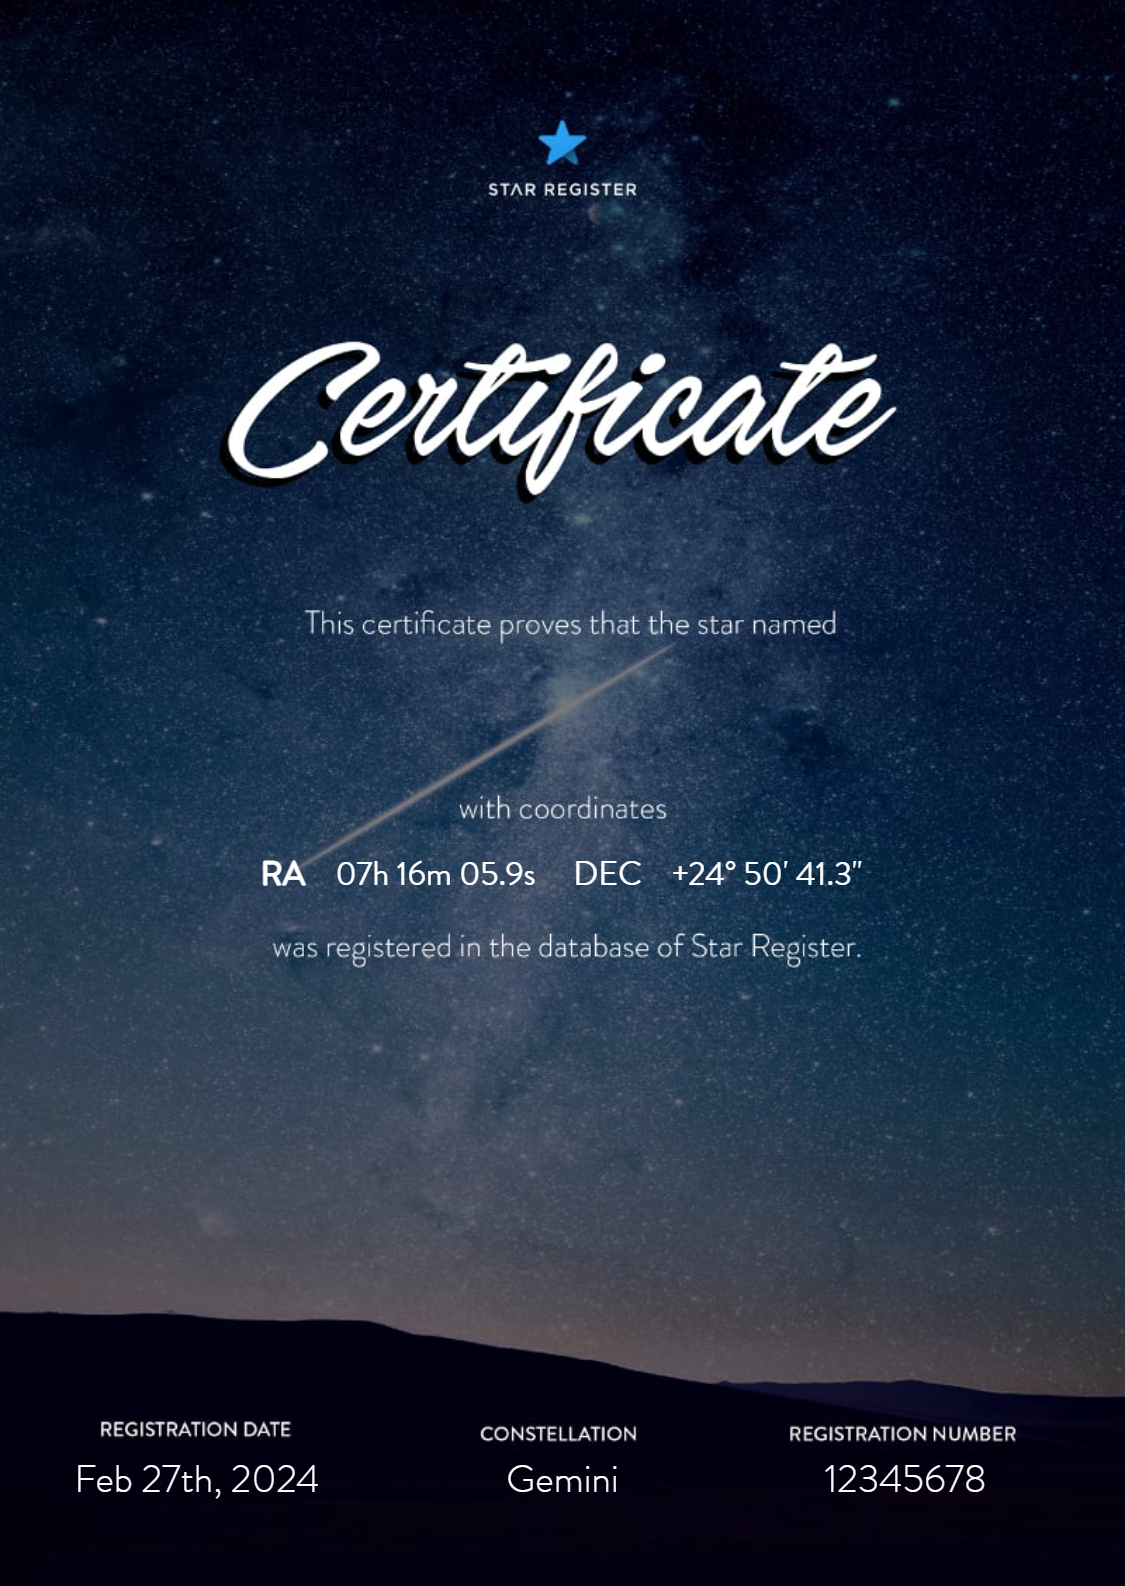 STAR REGISTER
Certificate
This certificate proves that the star named
with coordinates
RA 07h 16m 05.9s DEC +24° 50' 41.3"
was registered in the database of Star Register.
REGISTRATION DATE CONSTELLATION REGISTRATION NUMBER
Feb 27th, 2024 Gemini 12345678